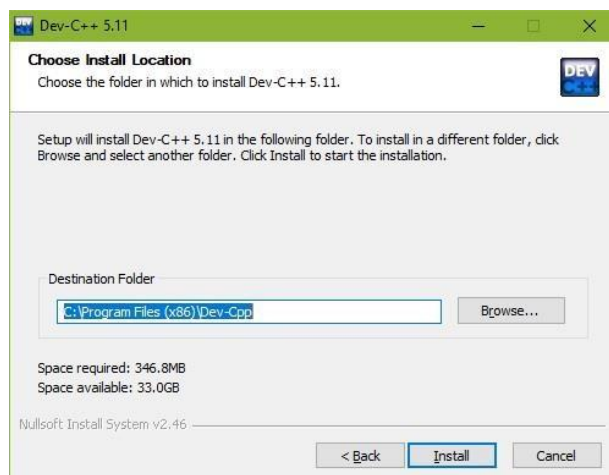 Dev-C++ 5.11
Choose Install Location
Choose the folder in which to install Dev-C++ 5.11.
DEV
C++
Setup will install Dev-C++ 5.11 in the following folder. To install in a different folder, click
Browse and select another folder. Click Install to start the installation.
Destination Folder
C:\Program Files (x86)\Dev-Cpp
Browse...
Space required: 346.8MB
Space available: 33.0GB
Nullsoft Install System v2.46
< Back
Install
Cancel